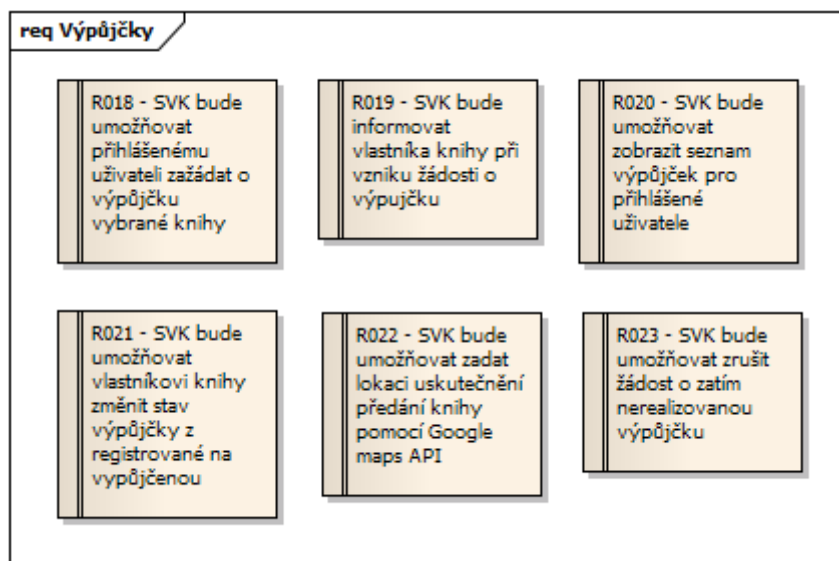 req Výpůjčky
R018 - SVK bude
umožňovat
přihlášenému
uživateli zažádat o
výpůjčku
vybrané knihy
R019 - SVK bude
informovat
vlastníka knihy při
vzniku žádosti o
výpujčku
R020 - SVK bude
umožňovat
zobrazit seznam
výpůjček pro
přihlášené
uživatele
R021 - SVK bude
umožňovat
vlastníkovi knihy
změnit stav
výpůjčky z
registrované na
vypůjčenou
R022 - SVK bude
umožňovat zadat
lokaci uskutečnění
předání knihy
pomocí Google
maps API
R023 - SVK bude
umožňovat zrušit
žádost o zatím
nerealizovanou
výpůjčku